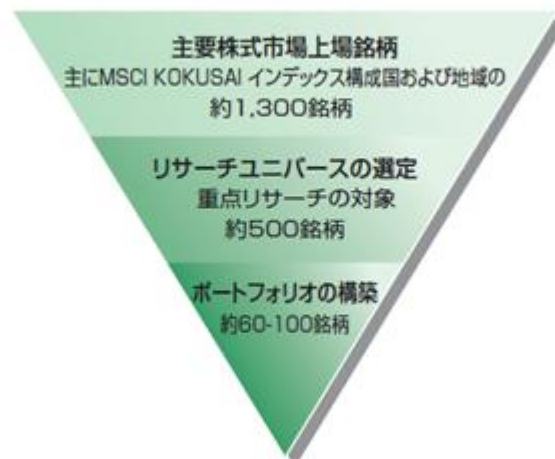 主要株式市場上場銘柄
主にMSCI KOKUSAI インデックス構成国および地域の
約1,300銘柄
リサーチユニバースの選定
重点リサーチの対象
約500銘柄
ポートフォリオの構築
約60-100銘柄